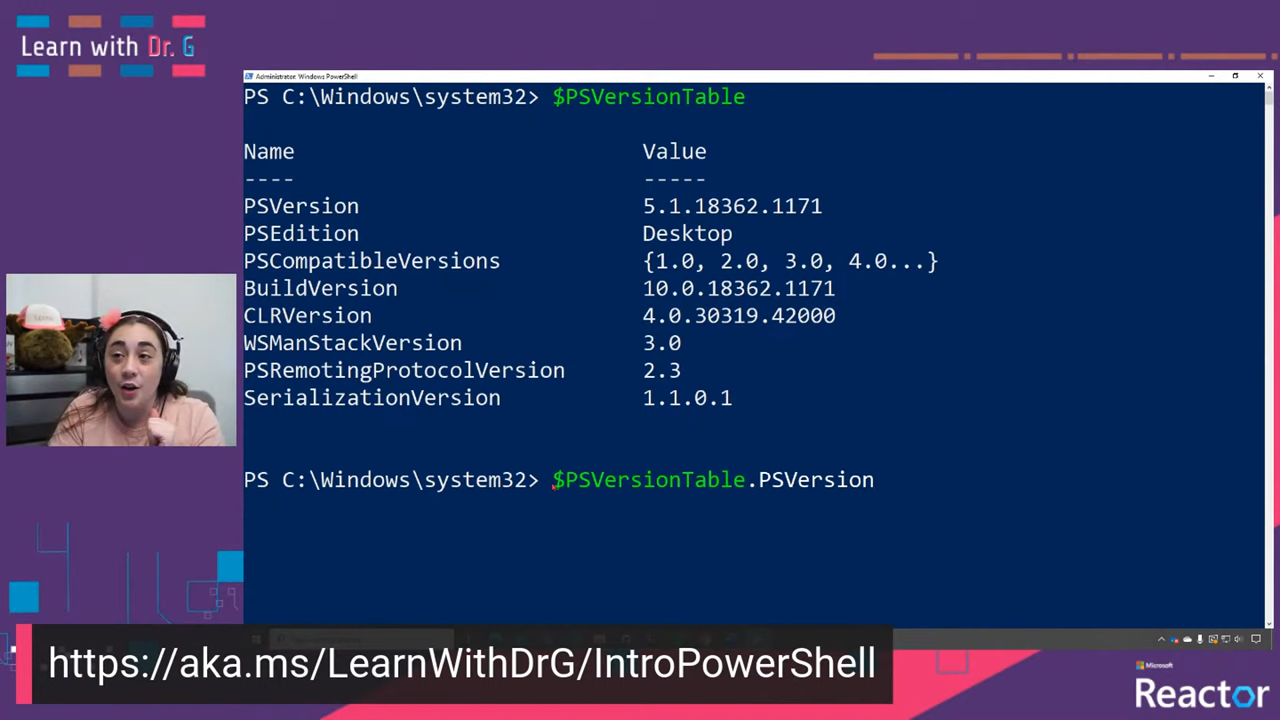 Learn with Dr. G
Administrator: Windows PowerShell
PS C:\Windows\system32> $PSVersionTable
Name Value
---- -----
PSVersion 5.1.18362.1171
PSEdition Desktop
PSCompatibleVersions {1.0, 2.0, 3.0, 4.0...}
BuildVersion 10.0.18362.1171
CLRVersion 4.0.30319.42000
WSManStackVersion 3.0
PSRemotingProtocolVersion 2.3
SerializationVersion 1.1.0.1
PS C:\Windows\system32> $PSVersionTable.PSVersion
https://aka.ms/LearnWithDrG/IntroPowerShell
Microsoft
Reactor